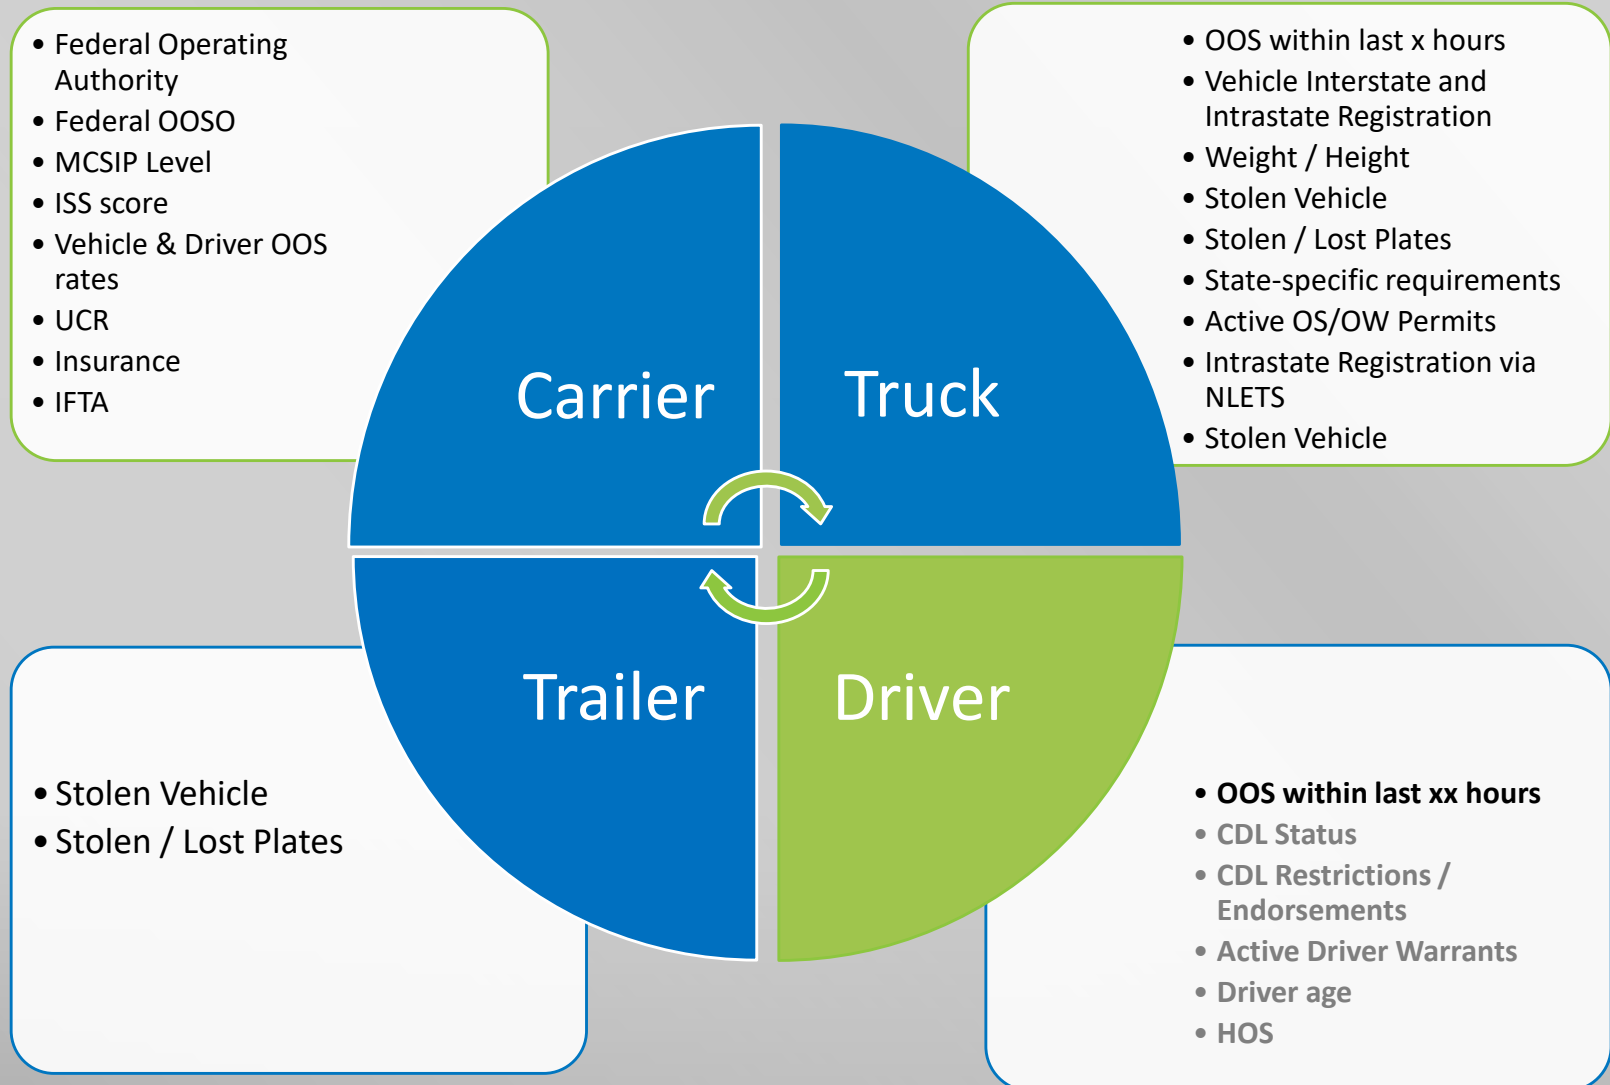 • Federal Operating
Authority
• Federal OOSO
• MCSIP Level
• ISS score
• Vehicle & Driver OOS
rates
• UCR
• Insurance
• IFTA
• OOS within last x hours
• Vehicle Interstate and
Intrastate Registration
• Weight / Height
• Stolen Vehicle
• Stolen / Lost Plates
• State-specific requirements
• Active OS/OW Permits
• Intrastate Registration via
NLETS
• Stolen Vehicle
Carrier
Truck
Trailer
Driver
• Stolen Vehicle
• Stolen / Lost Plates
• OOS within last xx hours
• CDL Status
• CDL Restrictions /
Endorsements
• Active Driver Warrants
• Driver age
• HOS